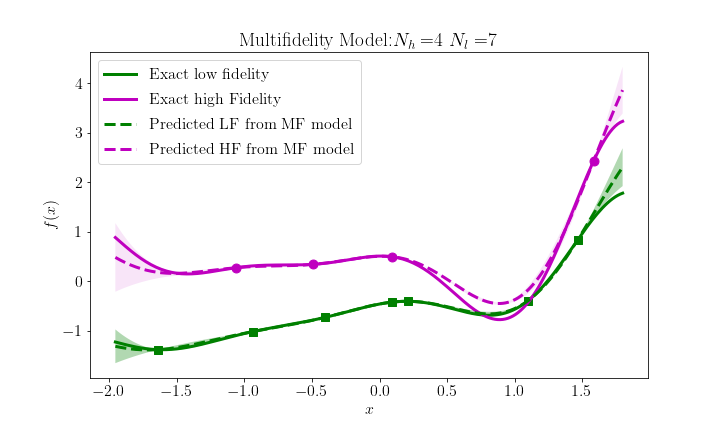 Multifidelity Model:N_h =4 N_l =7
Exact low fidelity
Exact high Fidelity
Predicted LF from MF model
Predicted HF from MF model
f(x)
4
3
2
1
0
−1
−2.0 −1.5 −1.0 −0.5 0.0 0.5 1.0 1.5
x